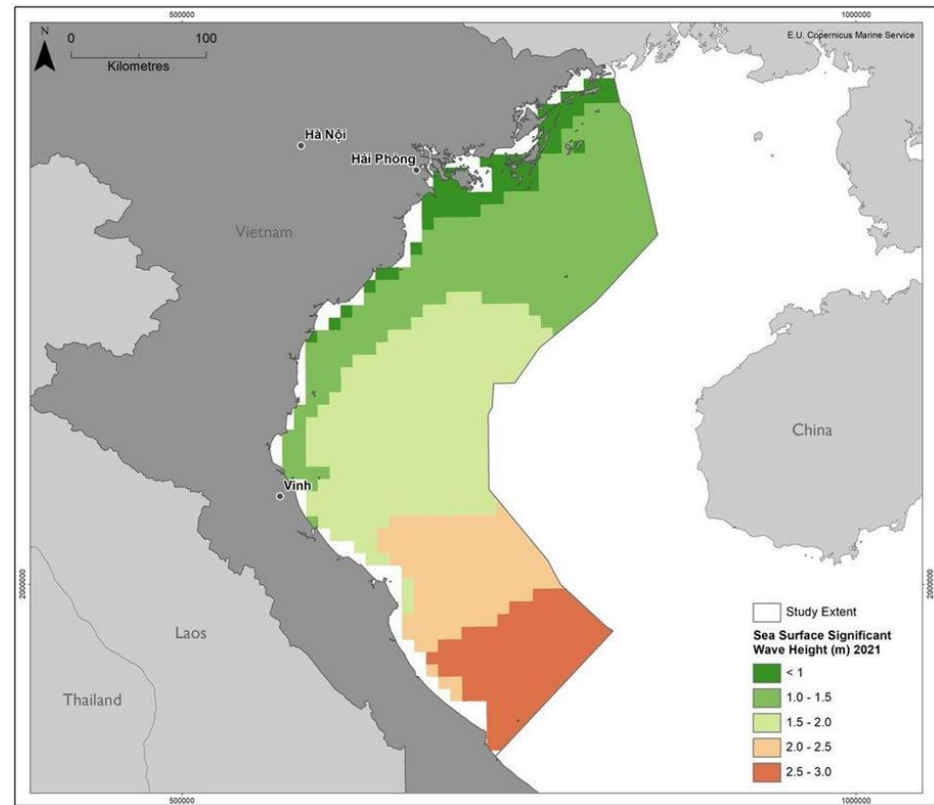 500000
1000000
E.U. Copernicus Marine Service
N
0
100
Kilometres
Hà Nội
Hải Phòng
Vietnam
China
Vinh
2000000
2000000
Laos
Thailand
Study Extent
Sea Surface Significant
Wave Height (m) 2021
< 1
1.0 - 1.5
1.5 - 2.0
2.0 - 2.5
2.5 - 3.0
500000
1000000